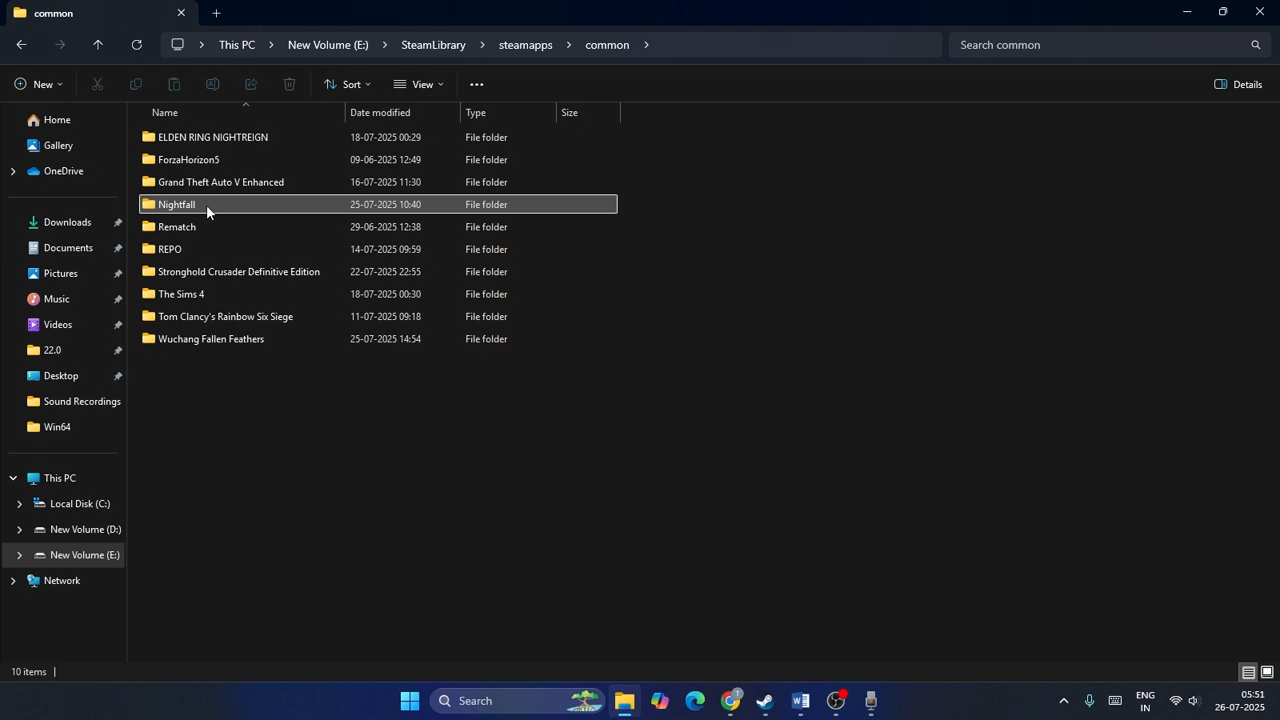 common
This PC > New Volume (E:) > SteamLibrary > steamapps > common >
Search common
New
Sort
View
Details
Name Date modified Type Size
ELDEN RING NIGHTREIGN 18-07-2025 00:29 File folder
ForzaHorizon5 09-06-2025 12:49 File folder
Grand Theft Auto V Enhanced 16-07-2025 11:30 File folder
Nightfall 25-07-2025 10:40 File folder
Rematch 29-06-2025 12:38 File folder
REPO 14-07-2025 09:59 File folder
Stronghold Crusader Definitive Edition 22-07-2025 22:55 File folder
The Sims 4 18-07-2025 00:30 File folder
Tom Clancy's Rainbow Six Siege 11-07-2025 09:18 File folder
Wuchang Fallen Feathers 25-07-2025 14:54 File folder
Home
Gallery
OneDrive
Downloads
Documents
Pictures
Music
Videos
22.0
Desktop
Sound Recordings
Win64
This PC
Local Disk (C:)
New Volume (D:)
New Volume (E:)
Network
10 items
Search
ENG
IN
05:51
26-07-2025